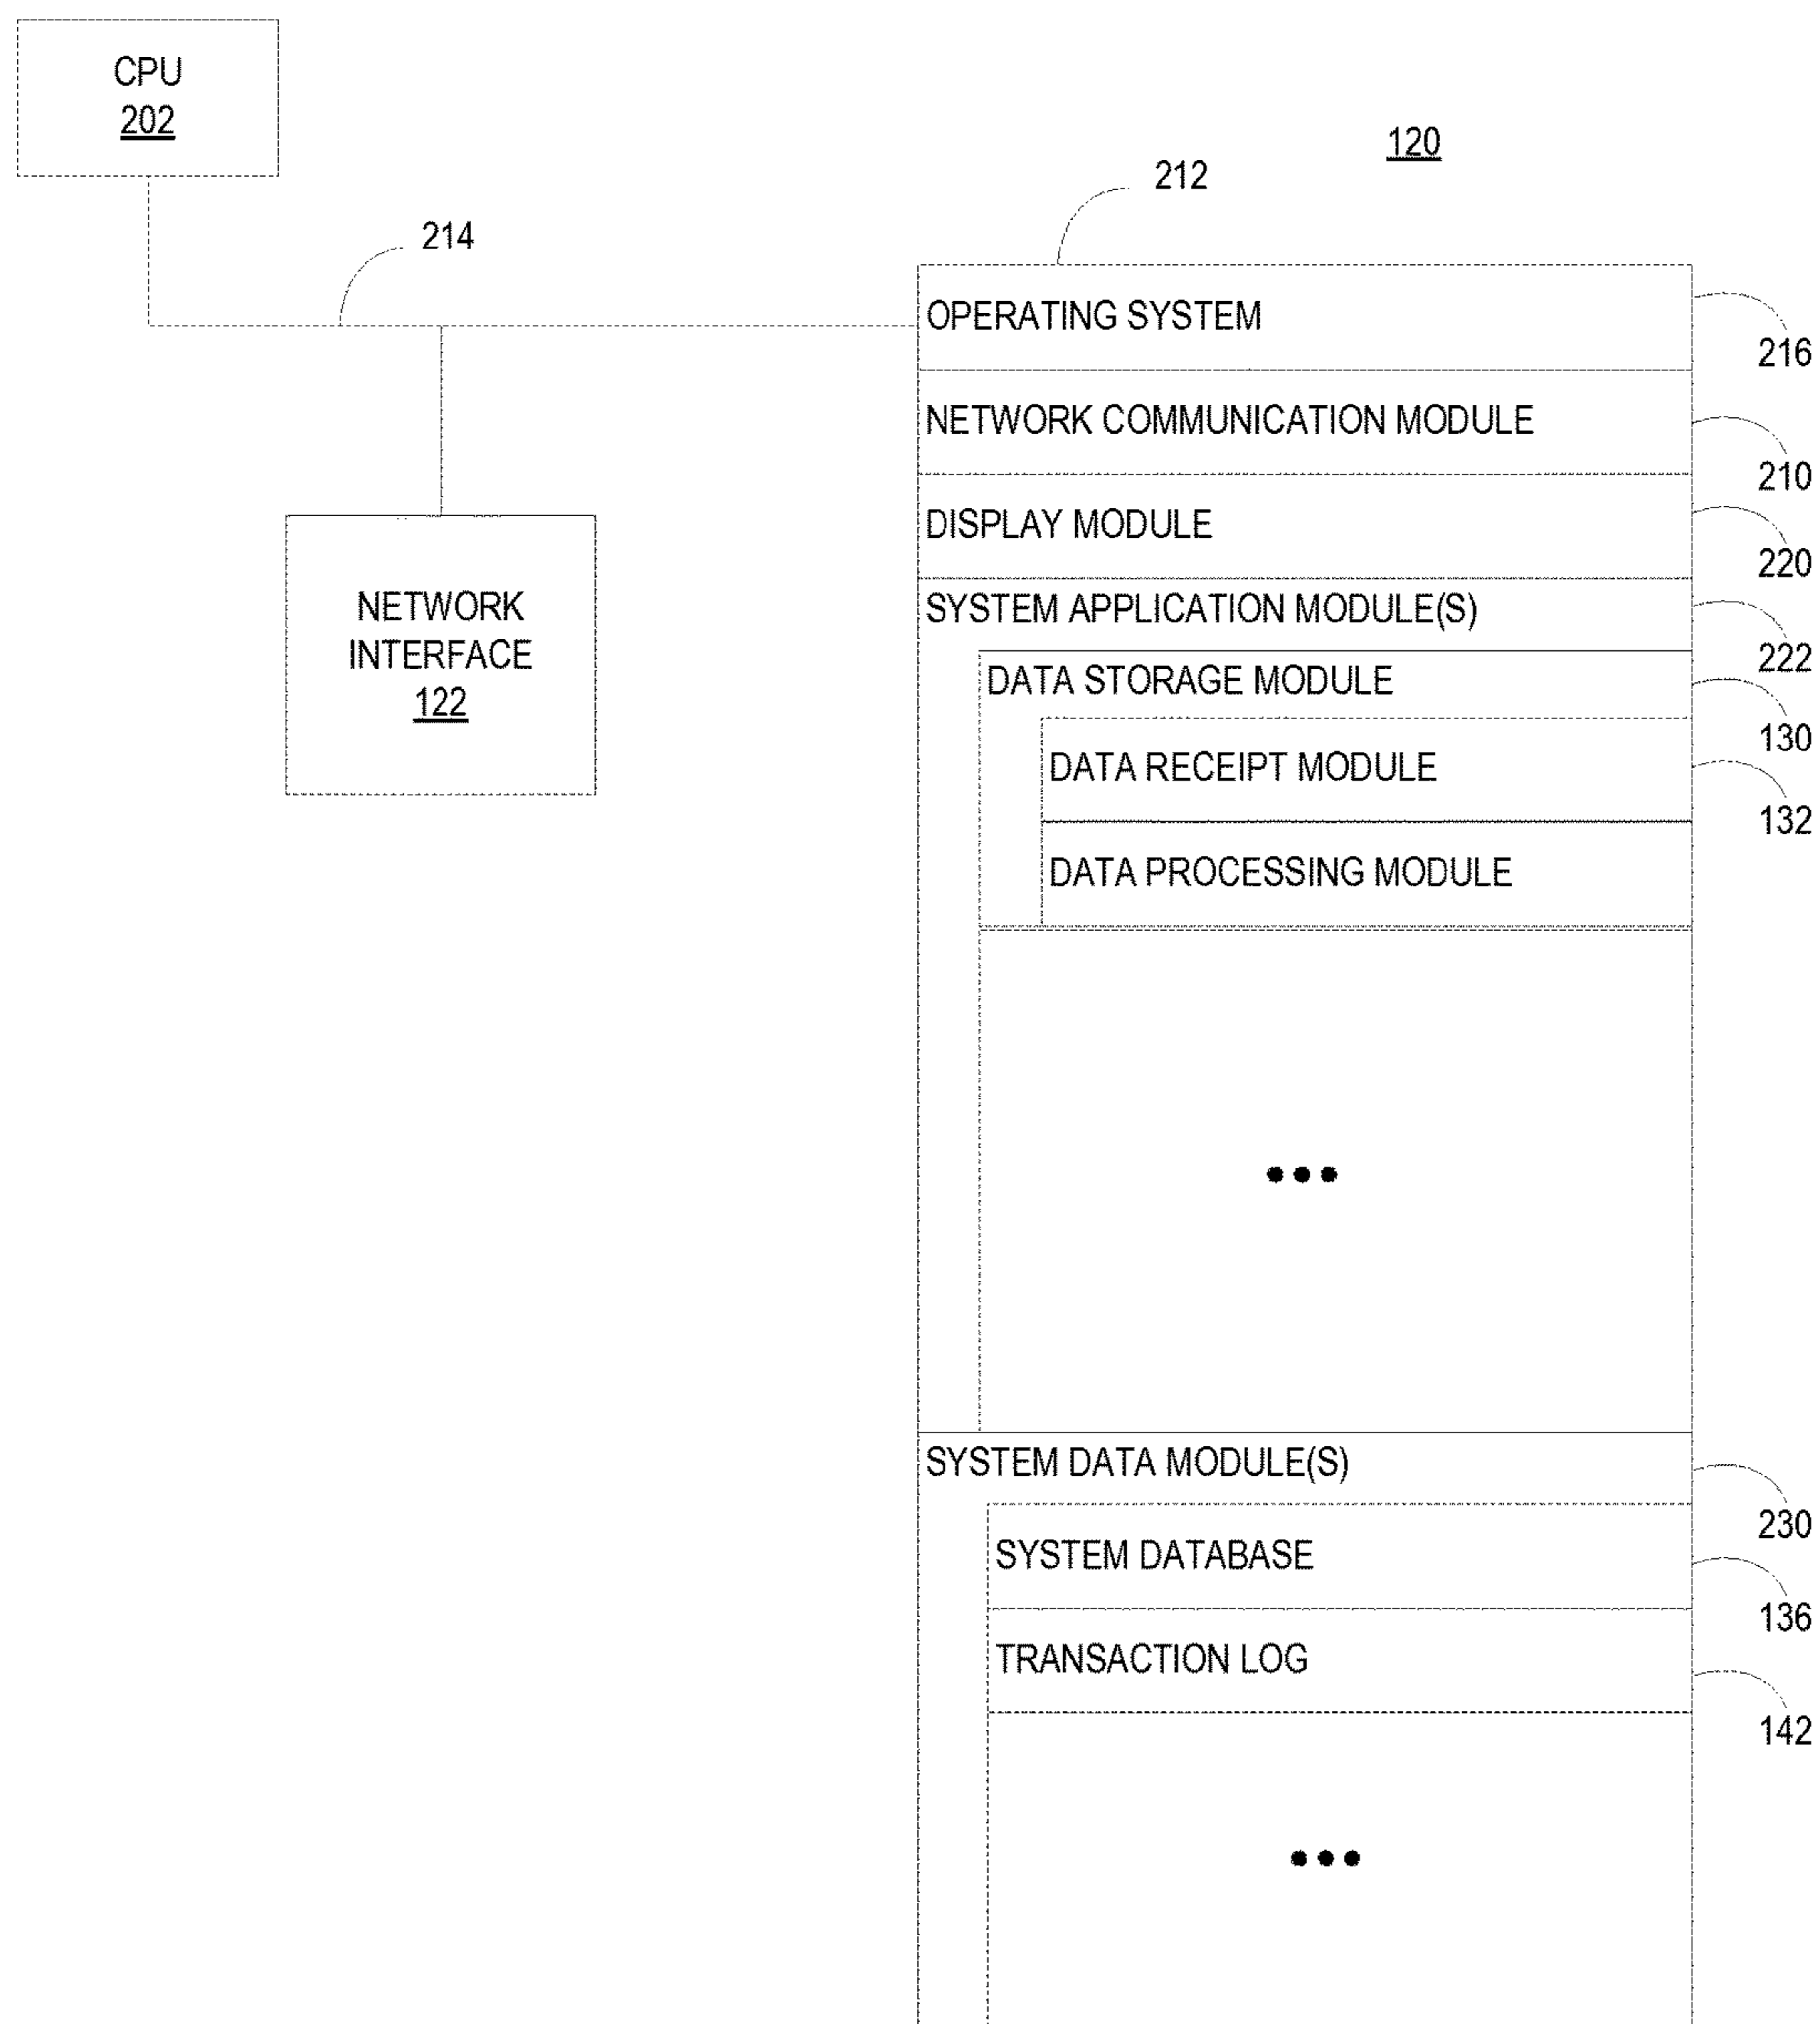 CPU
202
120
212
214
OPERATING SYSTEM
216
NETWORK COMMUNICATION MODULE
210
DISPLAY MODULE
220
NETWORK
INTERFACE
122
SYSTEM APPLICATION MODULE(S)
222
DATA STORAGE MODULE
130
DATA RECEIPT MODULE
132
DATA PROCESSING MODULE
•••
SYSTEM DATA MODULE(S)
230
SYSTEM DATABASE
136
TRANSACTION LOG
142
•••